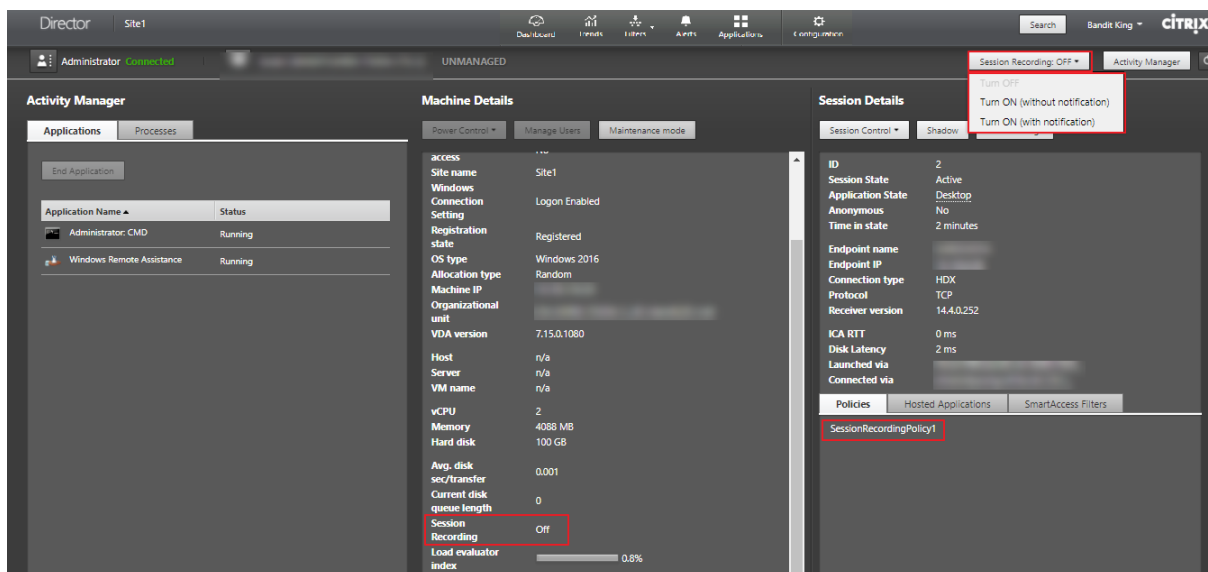 Director Site1 Dashboard Trends Filters Alerts Applications Configuration Search Bandit King CİTRIX
Administrator Connected UNMANAGED Session Recording: OFF Activity Manager
Turn OFF
Turn ON (without notification)
Turn ON (with notification)
Activity Manager
Applications Processes
End Application
Application Name Status
Administrator: CMD Running
Windows Remote Assistance Running
Machine Details
Power Control Manage Users Maintenance mode
access No
Site name Site1
Windows
Connection Logon Enabled
Setting
Registration
state Registered
OS type Windows 2016
Allocation type Random
Machine IP
Organizational
unit
VDA version 7.15.0.1080
Host n/a
Server n/a
VM name n/a
vCPU 2
Memory 4088 MB
Hard disk 100 GB
Avg. disk
sec/transfer 0.001
Current disk
queue length 0
Session
Recording Off
Load evaluator
index 0.8%
Session Details
Session Control Shadow
ID 2
Session State Active
Application State Desktop
Anonymous No
Time in state 2 minutes
Endpoint name
Endpoint IP
Connection type HDX
Protocol TCP
Receiver version 14.4.0.252
ICA RTT 0 ms
Disk Latency 2 ms
Launched via
Connected via
Policies Hosted Applications SmartAccess Filters
SessionRecordingPolicy1